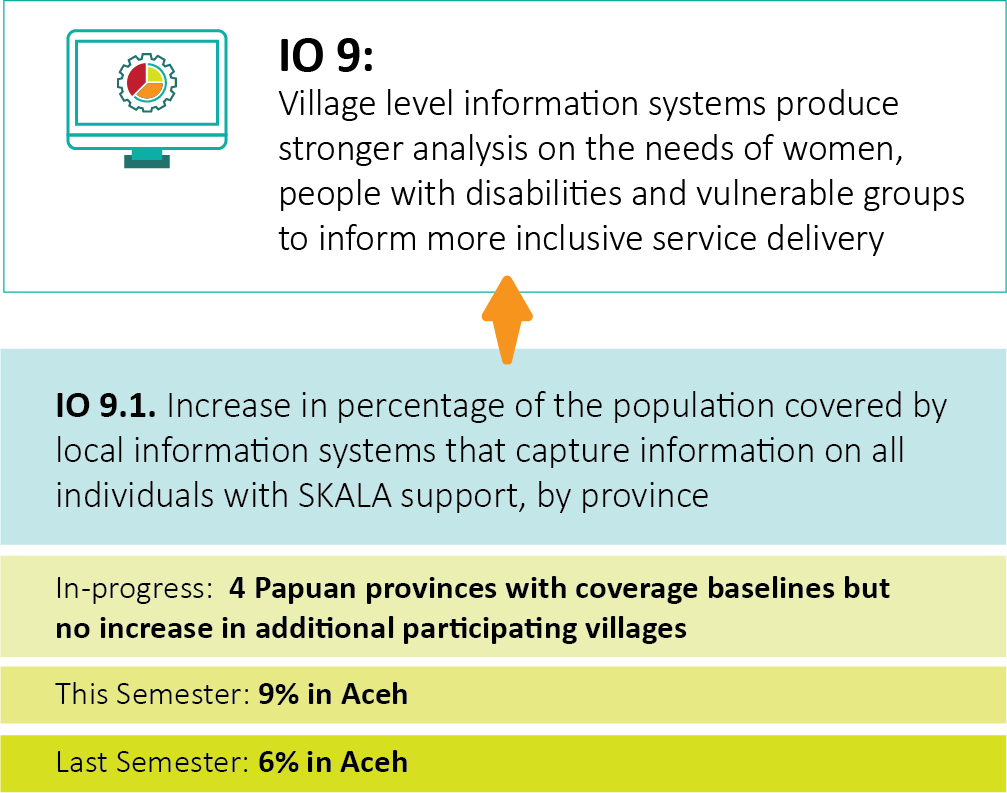 IO 9:
Village level information systems produce
stronger analysis on the needs of women,
people with disabilities and vulnerable groups
to inform more inclusive service delivery
IO 9.1. Increase in percentage of the population covered by
local information systems that capture information on all
individuals with SKALA support, by province
In-progress: 4 Papuan provinces with coverage baselines but
no increase in additional participating villages
This Semester: 9% in Aceh
Last Semester: 6% in Aceh